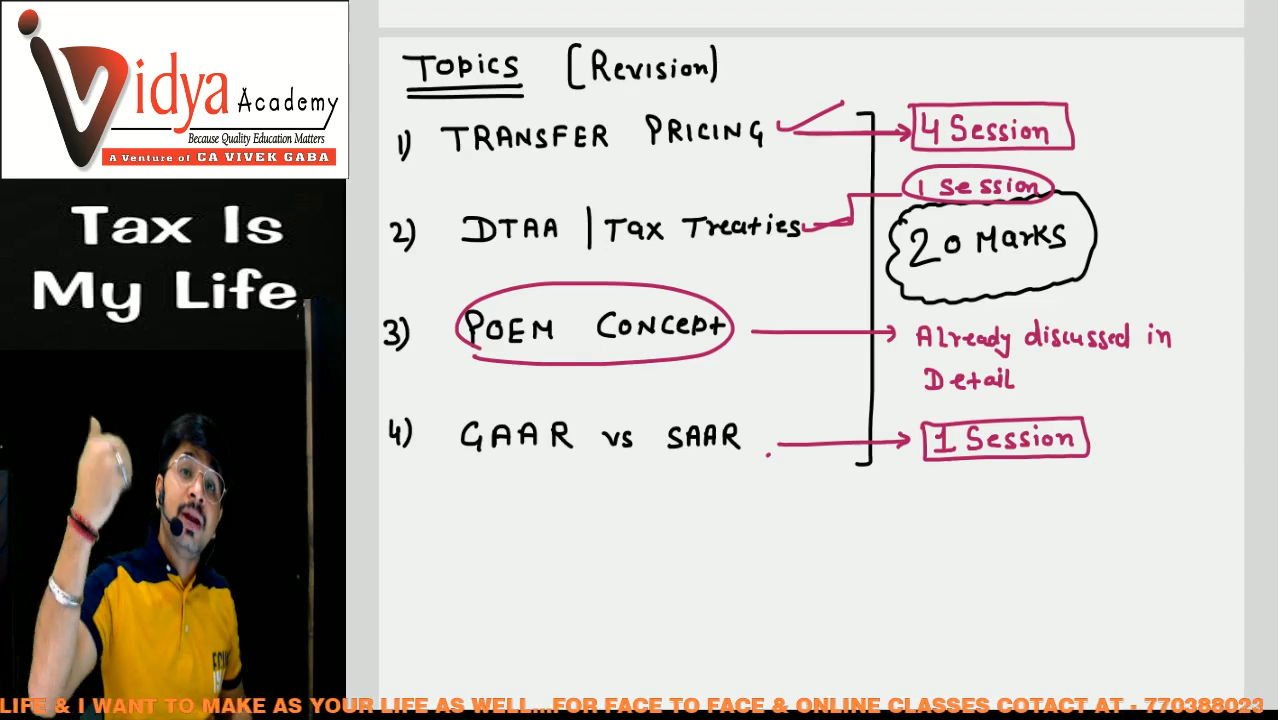 Vidya Academy
Because Quality Education Matters
A Venture of CA VIVEK GABA
Tax Is
My Life
Topics [Revision)
1) TRANSFER PRICING
4 Session
1 Session
2) DTAA | Tax Treaties
20 Marks
3) POEM Concept
Already discussed in
Detail
4) GAAR vs SAAR
1 Session
LIFE & I WANT TO MAKE AS YOUR LIFE AS WELL....FOR FACE TO FACE & ONLINE CLASSES COTACT AT - 770388023